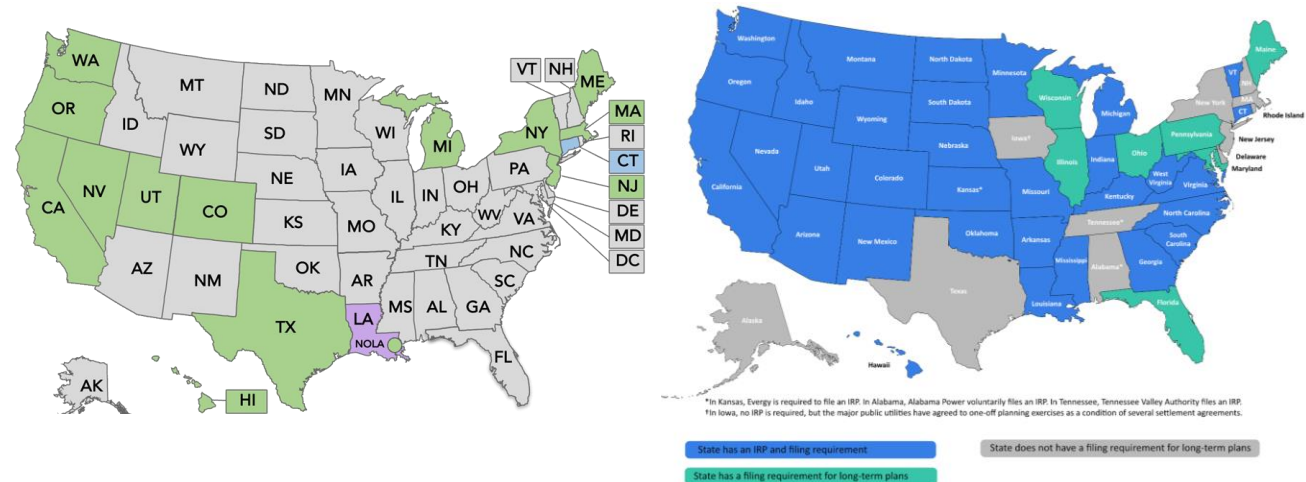 WA
OR
CA
NV
ID
MT
WY
UT
CO
AZ
NM
ND
SD
NE
KS
OK
TX
MN
IA
MO
AR
LA
NOLA
WI
IL
MI
IN
OH
KY
TN
MS
AL
GA
FL
SC
NC
VA
WV
PA
NY
VT
NH
ME
MA
RI
CT
NJ
DE
MD
DC
AK
HI
Washington
Oregon
California
Nevada
Idaho
Montana
Wyoming
Utah
Colorado
Arizona
New Mexico
North Dakota
South Dakota
Nebraska
Kansas*
Oklahoma
Texas
Minnesota
Iowa†
Missouri
Arkansas
Louisiana
Wisconsin
Illinois
Michigan
Indiana
Ohio
Kentucky
Tennessee*
Mississippi
Alabama*
Georgia
Florida
South
Carolina
North Carolina
Virginia
West
Virginia
Pennsylvania
New York
VT
NH
Maine
MA
CT
Rhode Island
New Jersey
Delaware
Maryland
Alaska
Hawaii
*In Kansas, Evergy is required to file an IRP. In Alabama, Alabama Power voluntarily files an IRP. In Tennessee, Tennessee Valley Authority files an IRP.
†In Iowa, no IRP is required, but the major public utilities have agreed to one-off planning exercises as a condition of several settlement agreements.
State has an IRP and filing requirement
State does not have a filing requirement for long-term plans
State has a filing requirement for long-term plans